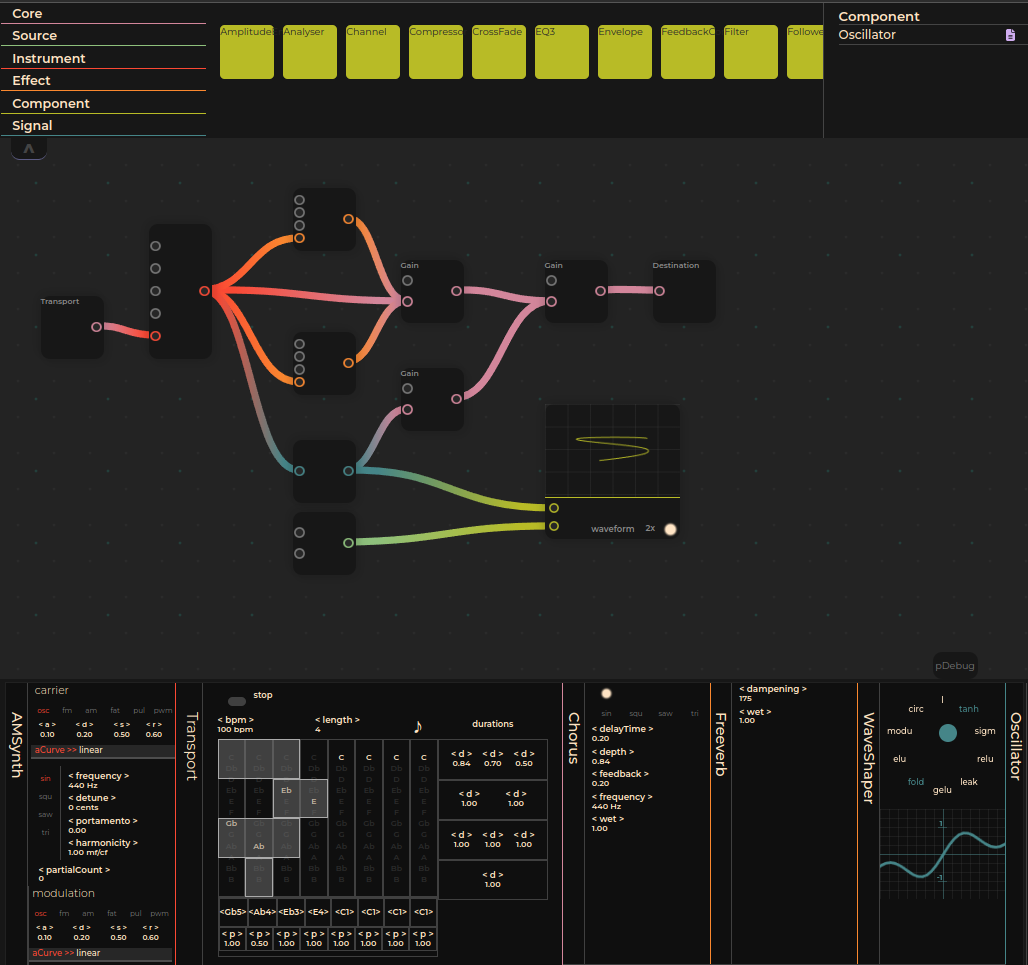 Core
Source
Instrument
Effect
Component
Signal
Amplitude Analyser Channel Compresso CrossFade EQ3 Envelope FeedbackC Filter Followe
Component
Oscillator
Transport
Gain
Gain
Destination
Gain
waveform 2x
pDebug
AMSynth
carrier
osc fm am fat pul pwm
< a > < d > < s > < r >
0.10 0.20 0.50 0.60
aCurve >> linear
sin
squ
saw
tri
< frequency >
440 Hz
< detune >
0 cents
< portamento >
0.00
< harmonicity >
1.00 mf/cf
< partialCount >
0
modulation
osc fm am fat pul pwm
< a > < d > < s > < r >
0.10 0.20 0.50 0.60
aCurve >> linear
Transport
stop
< bpm >
100 bpm
< length >
4
♪
durations
C C C C C
Eb
E
Gb
Ab
< d > < d > < d >
0.84 0.70 0.50
< d > < d >
1.00 1.00
< d > < d > < d >
1.00 1.00 1.00
< d >
1.00
<Gb5> <Ab4> <Eb3> <E4> <C1> <C1> <C1> <C1>
< p > < p > < p > < p > < p > < p > < p > < p >
1.00 0.50 1.00 1.00 1.00 1.00 1.00 1.00
Chorus
sin squ saw tri
< delayTime >
0.20
< depth >
0.84
< feedback >
0.20
< frequency >
440 Hz
< wet >
1.00
Freeverb
< dampening >
175
< wet >
1.00
WaveShaper
l
circ tanh
modu sigm
elu relu
fold leak
gelu
1
-1
Oscillator